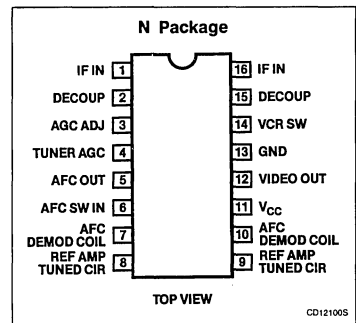 N Package
IF IN 1
16 IF IN
DECOUP 2
15 DECOUP
AGC ADJ 3
14 VCR SW
TUNER AGC 4
13 GND
AFC OUT 5
12 VIDEO OUT
AFC SW IN 6
11 VCC
AFC
DEMOD COIL 7
10 AFC
DEMOD COIL
REF AMP
TUNED CIR 8
9 REF AMP
TUNED CIR
TOP VIEW
CD12100S